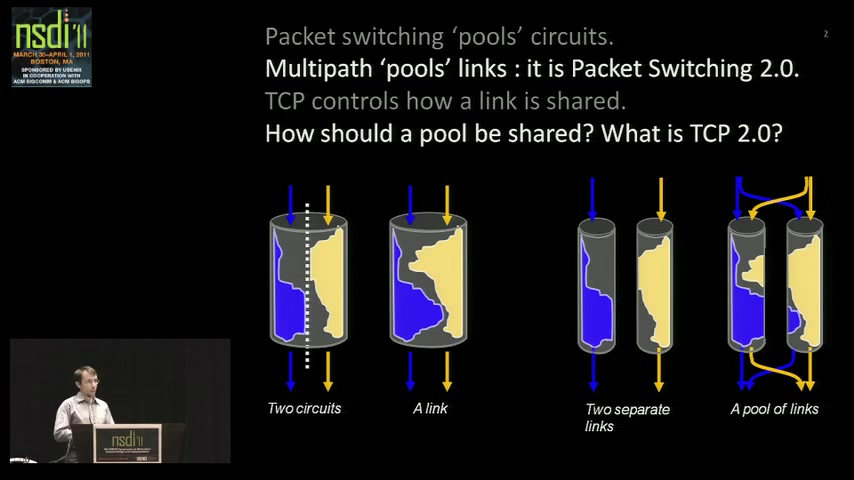 nsdi'11
MARCH 30–APRIL 1, 2011
BOSTON, MA
SPONSORED BY USENIX
IN COOPERATION WITH
ACM SIGCOMM & ACM SIGOPS
2
Packet switching ‘pools’ circuits.
Multipath ‘pools’ links : it is Packet Switching 2.0.
TCP controls how a link is shared.
How should a pool be shared? What is TCP 2.0?
Two circuits
A link
Two separate
links
A pool of links
nsdi'11